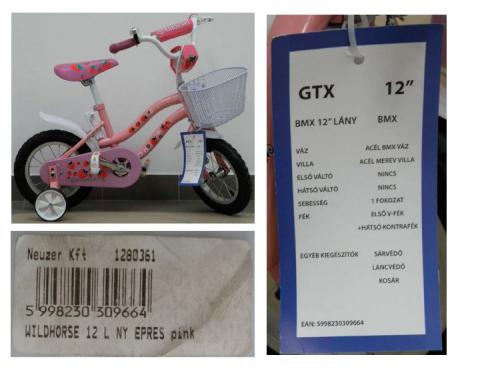 GTX 12"
Neuzer Kft 1280361
5 998230 309664
WILDHORSE 12 L NY EPRES pink
GTX 12”
BMX 12” LÁNY BMX
VÁZ ACÉL BMX VÁZ
VILLA ACÉL MEREV VILLA
ELSŐ VÁLTÓ NINCS
HÁTSÓ VÁLTÓ NINCS
SEBESSÉG 1 FOKOZAT
FÉK ELSŐ V-FÉK
+HÁTSÓ KONTRAFÉK
EGYÉB KIEGÉSZÍTŐK SÁRVÉDŐ
LÁNCVÉDŐ
KOSÁR
EAN: 5998230309664